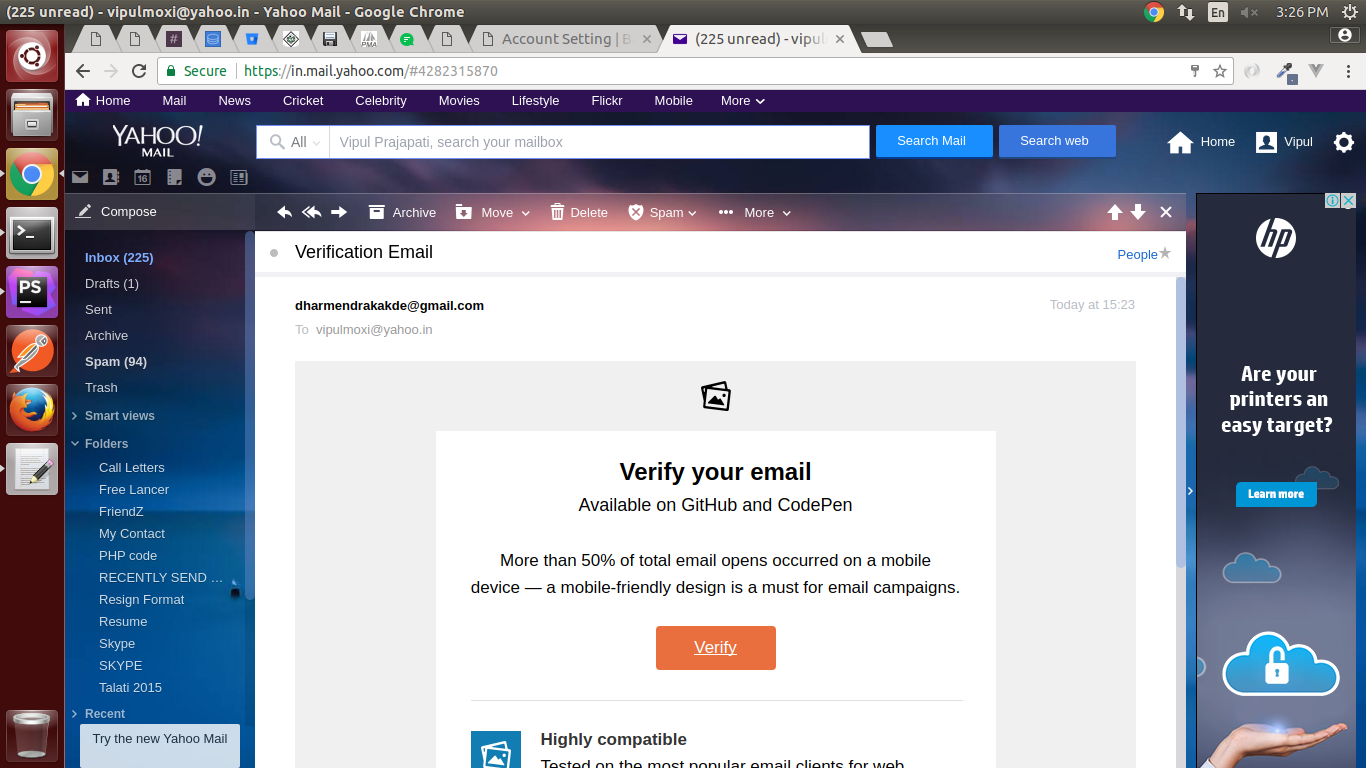 (225 unread) - vipulmoxi@yahoo.in - Yahoo Mail - Google Chrome
En
3:26 PM
#
PMA
Account Setting | B
(225 unread) - vipul
Secure
https://in.mail.yahoo.com/#4282315870
Home Mail News Cricket Celebrity Movies Lifestyle Flickr Mobile More
YAHOO!
MAIL
All
Vipul Prajapati, search your mailbox
Search Mail
Search web
Home
Vipul
16
Compose
Archive Move Delete Spam More
Inbox (225)
Drafts (1)
Sent
Archive
Spam (94)
Trash
Smart views
Folders
Call Letters
Free Lancer
FriendZ
My Contact
PHP code
RECENTLY SEND ...
Resign Format
Resume
Skype
SKYPE
Talati 2015
Recent
Try the new Yahoo Mail
PS
Verification Email
People
dharmendrakakde@gmail.com
Today at 15:23
To vipulmoxi@yahoo.in
Verify your email
Available on GitHub and CodePen
More than 50% of total email opens occurred on a mobile
device — a mobile-friendly design is a must for email campaigns.
Verify
Highly compatible
Tested on the most popular email clients for web
hp
Are your
printers an
easy target?
Learn more